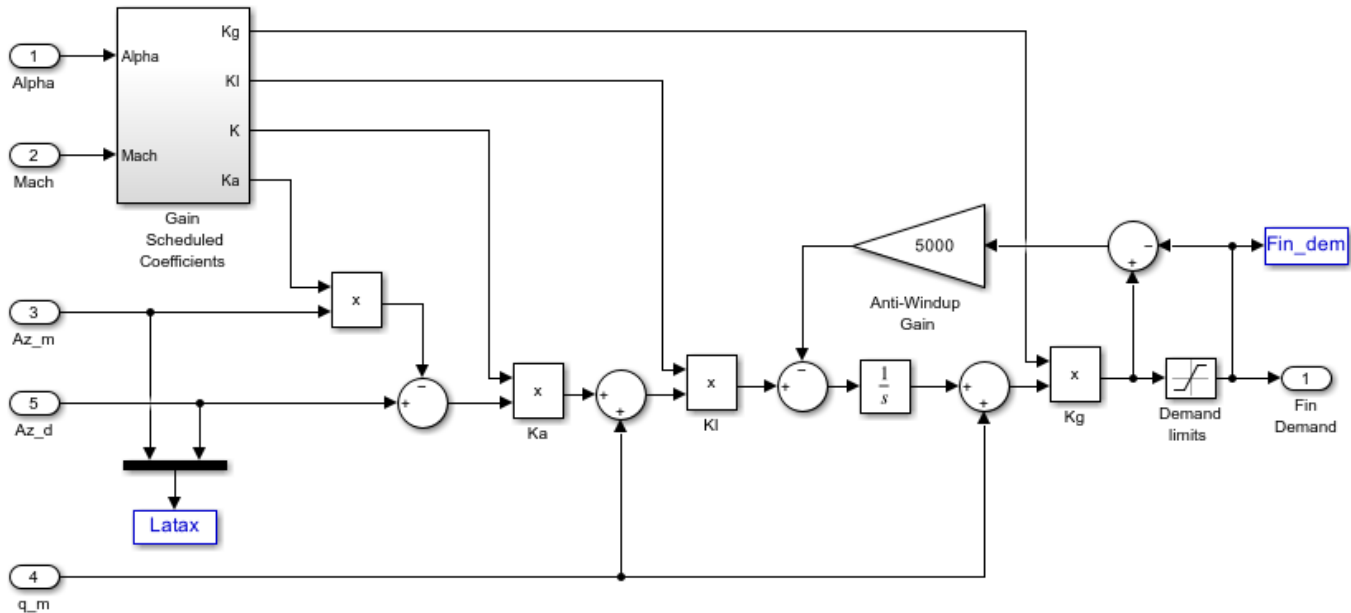 Kg
1
Alpha
Alpha
KI
K
2
Mach
Mach
Ka
Gain
Scheduled
Coefficients
x
3
Az_m
5000
Anti-Windup
Gain
-
+
Fin_dem
-
5
Az_d
+
x
Ka
+
+
x
KI
-
+
1
s
+
+
x
Kg
Demand
limits
1
Fin
Demand
Latax
4
q_m